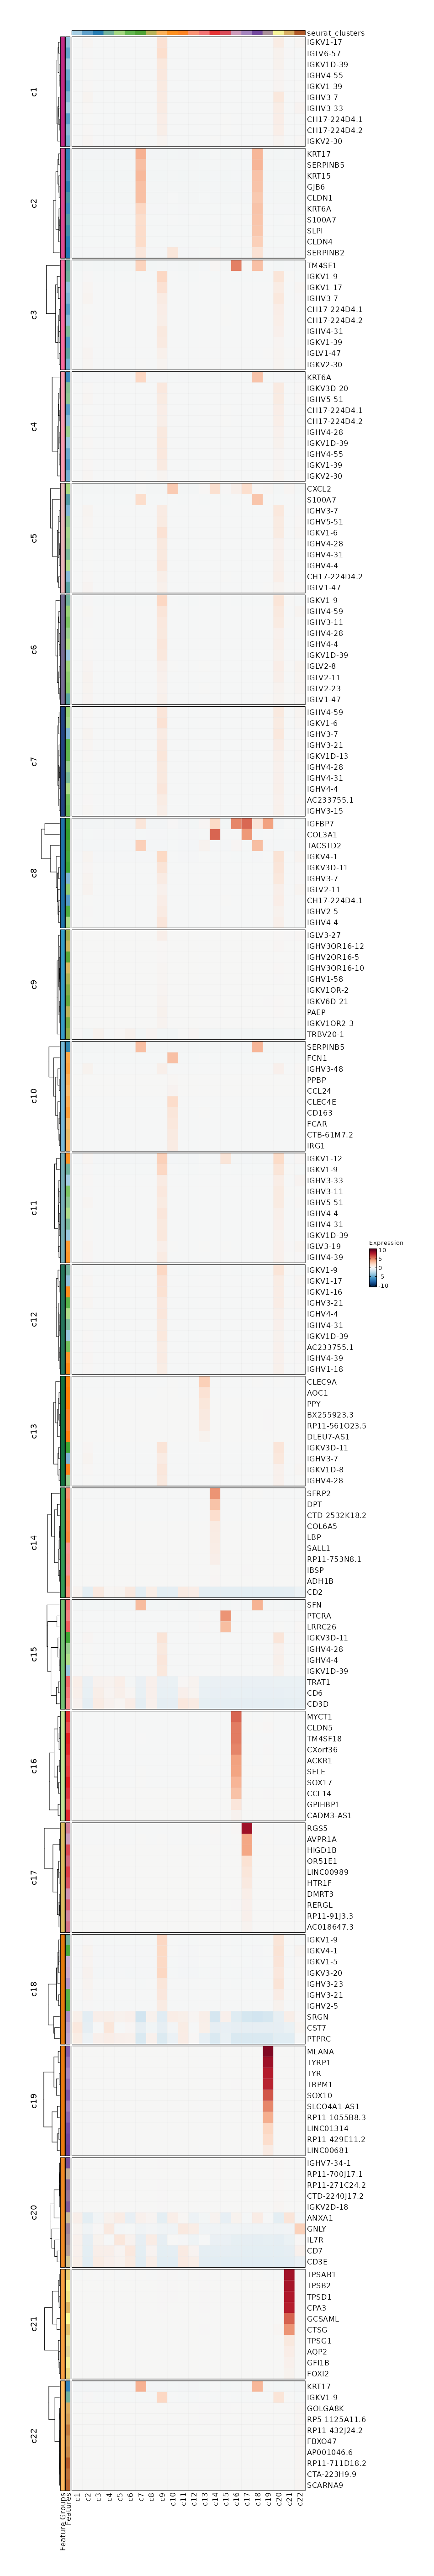 seurat_clusters
c1
IGKV1-17
IGLV6-57
IGKV1D-39
IGHV4-55
IGKV1-39
IGHV3-7
IGHV3-33
CH17-224D4.1
CH17-224D4.2
IGKV2-30
c2
KRT17
SERPINB5
KRT15
GJB6
CLDN1
KRT6A
S100A7
SLPI
CLDN4
SERPINB2
c3
TM4SF1
IGKV1-9
IGKV1-17
IGHV3-7
CH17-224D4.1
CH17-224D4.2
IGHV4-31
IGKV1-39
IGLV1-47
IGKV2-30
c4
KRT6A
IGKV3D-20
IGHV5-51
CH17-224D4.1
CH17-224D4.2
IGHV4-28
IGKV1D-39
IGHV4-55
IGKV1-39
IGKV2-30
c5
CXCL2
S100A7
IGHV3-7
IGHV5-51
IGKV1-6
IGHV4-28
IGHV4-31
IGHV4-4
CH17-224D4.2
IGLV1-47
c6
IGKV1-9
IGHV4-59
IGHV3-11
IGHV4-28
IGHV4-4
IGKV1D-39
IGLV2-8
IGLV2-11
IGLV2-23
IGLV1-47
c7
IGHV4-59
IGKV1-6
IGHV3-7
IGHV3-21
IGKV1D-13
IGHV4-28
IGHV4-31
IGHV4-4
AC233755.1
IGHV3-15
c8
IGFBP7
COL3A1
TACSTD2
IGKV4-1
IGKV3D-11
IGHV3-7
IGLV2-11
CH17-224D4.1
IGHV2-5
IGHV4-4
c9
IGLV3-27
IGHV3OR16-12
IGHV2OR16-5
IGHV3OR16-10
IGHV1-58
IGKV1OR-2
IGKV6D-21
PAEP
IGKV1OR2-3
TRBV20-1
c10
SERPINB5
FCN1
IGHV3-48
PPBP
CCL24
CLEC4E
CD163
FCAR
CTB-61M7.2
IRG1
c11
IGKV1-12
IGKV1-9
IGHV3-33
IGHV3-11
IGHV5-51
IGHV4-4
IGHV4-31
IGKV1D-39
IGLV3-19
IGHV4-39
Expression
10
5
0
-5
-10
c12
IGKV1-9
IGKV1-17
IGKV1-16
IGHV3-21
IGHV4-4
IGHV4-31
IGKV1D-39
AC233755.1
IGHV4-39
IGHV1-18
c13
CLEC9A
AOC1
PPY
BX255923.3
RP11-561O23.5
DLEU7-AS1
IGKV3D-11
IGHV3-7
IGKV1D-8
IGHV4-28
c14
SFRP2
DPT
CTD-2532K18.2
COL6A5
LBP
SALL1
RP11-753N8.1
IBSP
ADH1B
CD2
c15
SFN
PTCRA
LRRC26
IGKV3D-11
IGHV4-28
IGHV4-4
IGKV1D-39
TRAT1
CD6
CD3D
c16
MYCT1
CLDN5
TM4SF18
CXorf36
ACKR1
SELE
SOX17
CCL14
GPIHBP1
CADM3-AS1
c17
RGS5
AVPR1A
HIGD1B
OR51E1
LINC00989
HTR1F
DMRT3
RERGL
RP11-91J3.3
AC018647.3
c18
IGKV1-9
IGKV4-1
IGKV1-5
IGKV3-20
IGHV3-23
IGHV3-21
IGHV2-5
SRGN
CST7
PTPRC
c19
MLANA
TYRP1
TYR
TRPM1
SOX10
SLCO4A1-AS1
RP11-1055B8.3
LINC01314
RP11-429E11.2
LINC00681
c20
IGHV7-34-1
RP11-700J17.1
RP11-271C24.2
CTD-2240J17.2
IGKV2D-18
ANXA1
GNLY
IL7R
CD7
CD3E
c21
TPSAB1
TPSB2
TPSD1
CPA3
GCSAML
CTSG
TPSG1
AQP2
GFI1B
FOXI2
c22
KRT17
IGKV1-9
GOLGA8K
RP5-1125A11.6
RP11-432J24.2
FBXO47
AP001046.6
RP11-711D18.2
CTA-223H9.9
SCARNA9
Feature Groups
Features
c1
c2
c3
c4
c5
c6
c7
c8
c9
c10
c11
c12
c13
c14
c15
c16
c17
c18
c19
c20
c21
c22